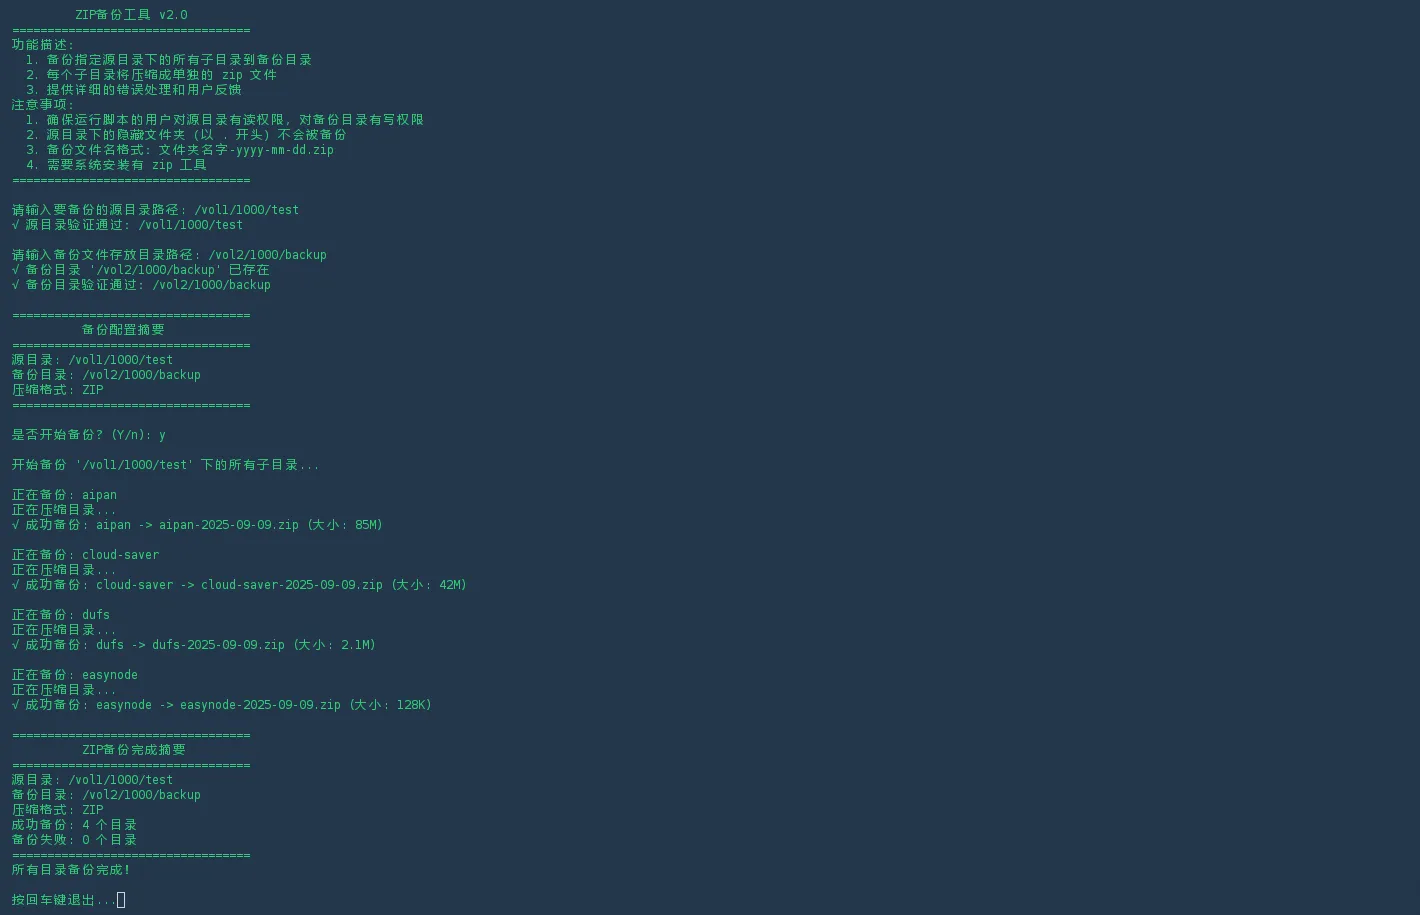 ZIP备份工具 v2.0
==================================
功能描述:
1. 备份指定源目录下的所有子目录到备份目录
2. 每个子目录将压缩成单独的 zip 文件
3. 提供详细的错误处理和用户反馈
注意事项:
1. 确保运行脚本的用户对源目录有读权限, 对备份目录有写权限
2. 源目录下的隐藏文件夹 (以 . 开头) 不会被备份
3. 备份文件名格式: 文件夹名字-yyyy-mm-dd.zip
4. 需要系统安装有 zip 工具
==================================
请输入要备份的源目录路径: /vol1/1000/test
√ 源目录验证通过: /vol1/1000/test
请输入备份文件存放目录路径: /vol2/1000/backup
√ 备份目录 '/vol2/1000/backup' 已存在
√ 备份目录验证通过: /vol2/1000/backup
==================================
备份配置摘要
==================================
源目录: /vol1/1000/test
备份目录: /vol2/1000/backup
压缩格式: ZIP
==================================
是否开始备份? (Y/n): y
开始备份 '/vol1/1000/test' 下的所有子目录...
正在备份: aipan
正在压缩目录...
√ 成功备份: aipan -> aipan-2025-09-09.zip (大小: 85M)
正在备份: cloud-saver
正在压缩目录...
√ 成功备份: cloud-saver -> cloud-saver-2025-09-09.zip (大小: 42M)
正在备份: dufs
正在压缩目录...
√ 成功备份: dufs -> dufs-2025-09-09.zip (大小: 2.1M)
正在备份: easynode
正在压缩目录...
√ 成功备份: easynode -> easynode-2025-09-09.zip (大小: 128K)
==================================
ZIP备份完成摘要
==================================
源目录: /vol1/1000/test
备份目录: /vol2/1000/backup
压缩格式: ZIP
成功备份: 4 个目录
备份失败: 0 个目录
==================================
所有目录备份完成!
按回车键退出...